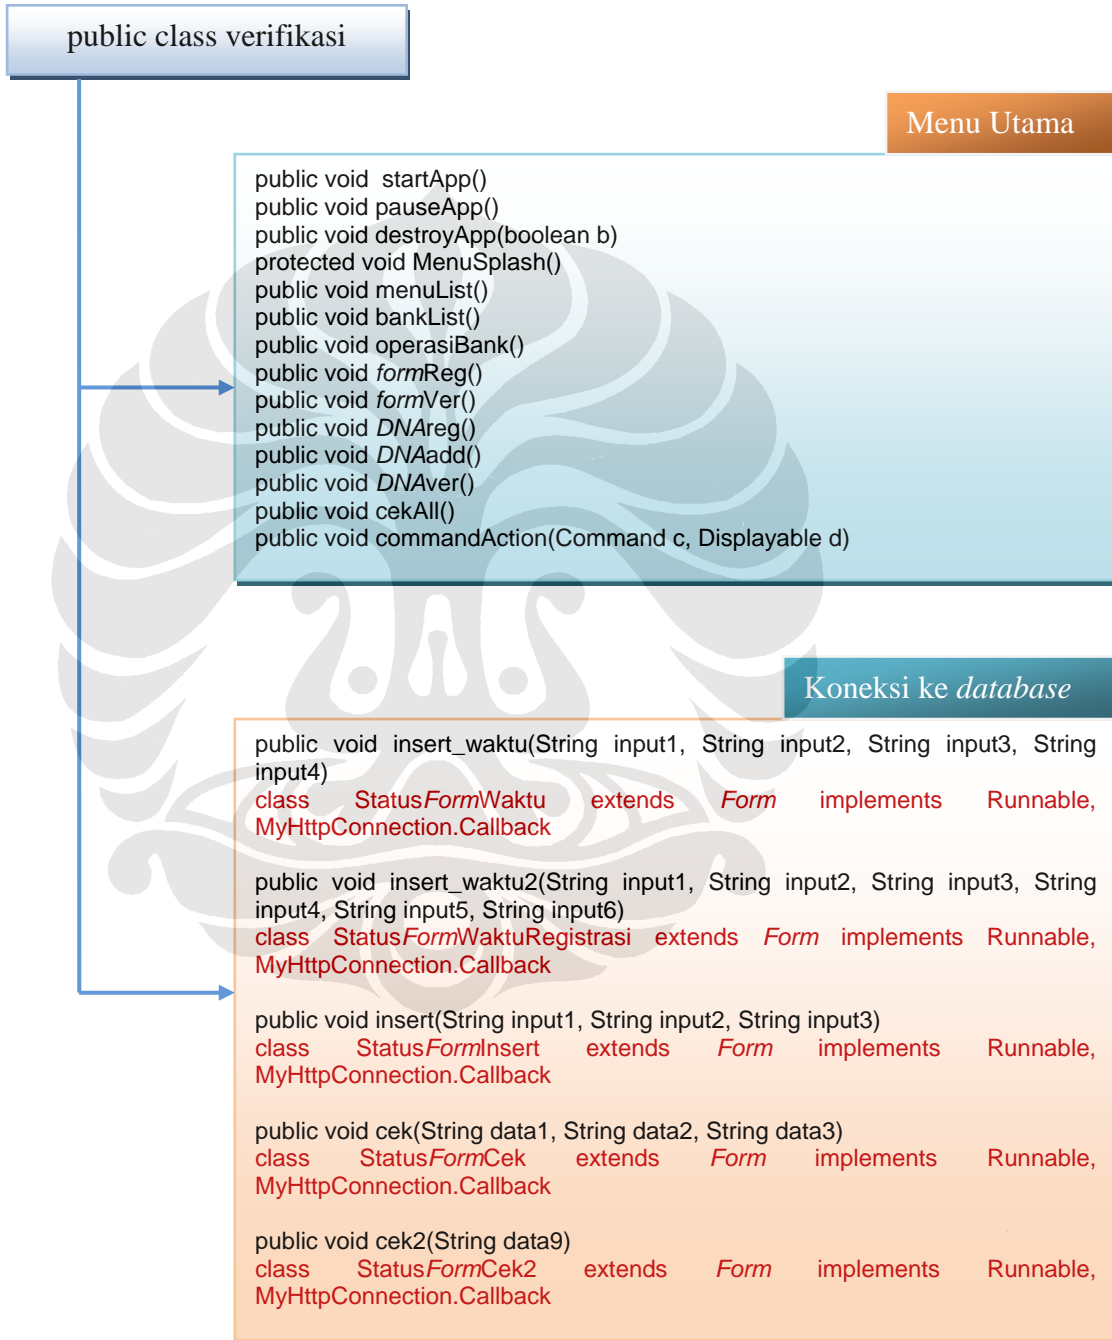 public class verifikasi
Menu Utama
public void startApp()
public void pauseApp()
public void destroyApp(boolean b)
protected void MenuSplash()
public void menuList()
public void bankList()
public void operasiBank()
public void formReg()
public void formVer()
public void DNAreg()
public void DNAadd()
public void DNAver()
public void cekAll()
public void commandAction(Command c, Displayable d)
Koneksi ke database
public void insert_waktu(String input1, String input2, String input3, String
input4)
class StatusFormWaktu extends Form implements Runnable,
MyHttpConnection.Callback
public void insert_waktu2(String input1, String input2, String input3, String
input4, String input5, String input6)
class StatusFormWaktuRegistrasi extends Form implements Runnable,
MyHttpConnection.Callback
public void insert(String input1, String input2, String input3)
class StatusFormInsert extends Form implements Runnable,
MyHttpConnection.Callback
public void cek(String data1, String data2, String data3)
class StatusFormCek extends Form implements Runnable,
MyHttpConnection.Callback
public void cek2(String data9)
class StatusFormCek2 extends Form implements Runnable,
MyHttpConnection.Callback